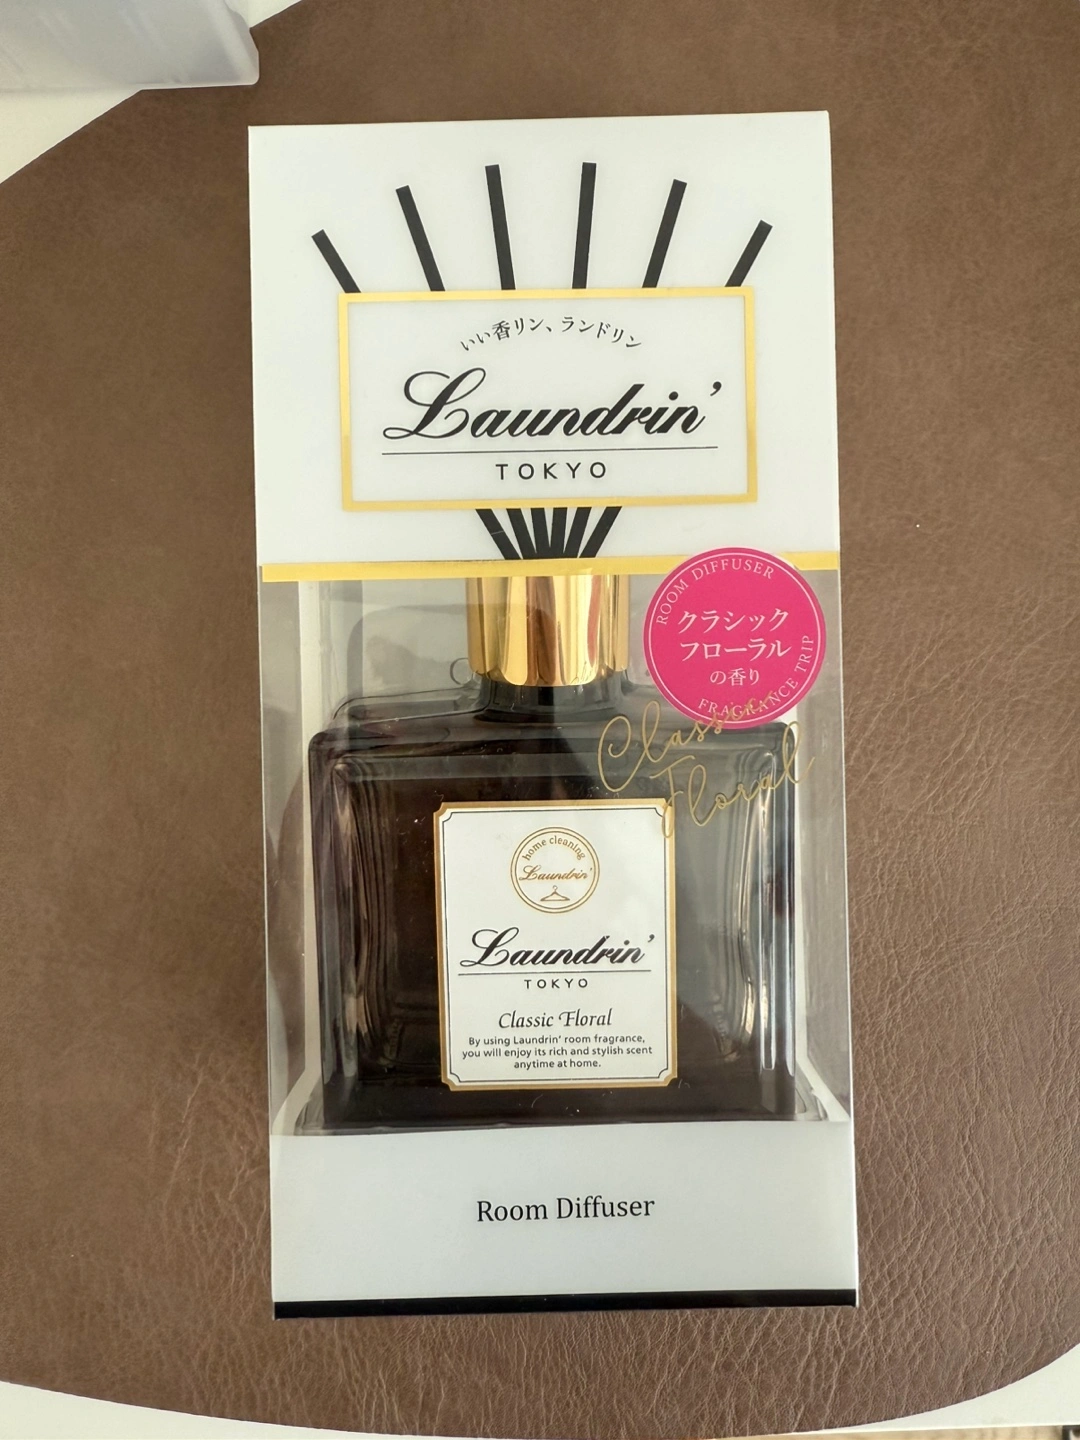 いい香リン、ランドリン
Laundrin'
TOKYO
ROOM DIFFUSER
クラシック
フローラル
の香り
FRAGRANCE TRIP
Classic
Floral
home cleaning
Laundrin'
Laundrin'
TOKYO
Classic Floral
By using Laundrin' room fragrance,
you will enjoy its rich and stylish scent
anytime at home.
Room Diffuser